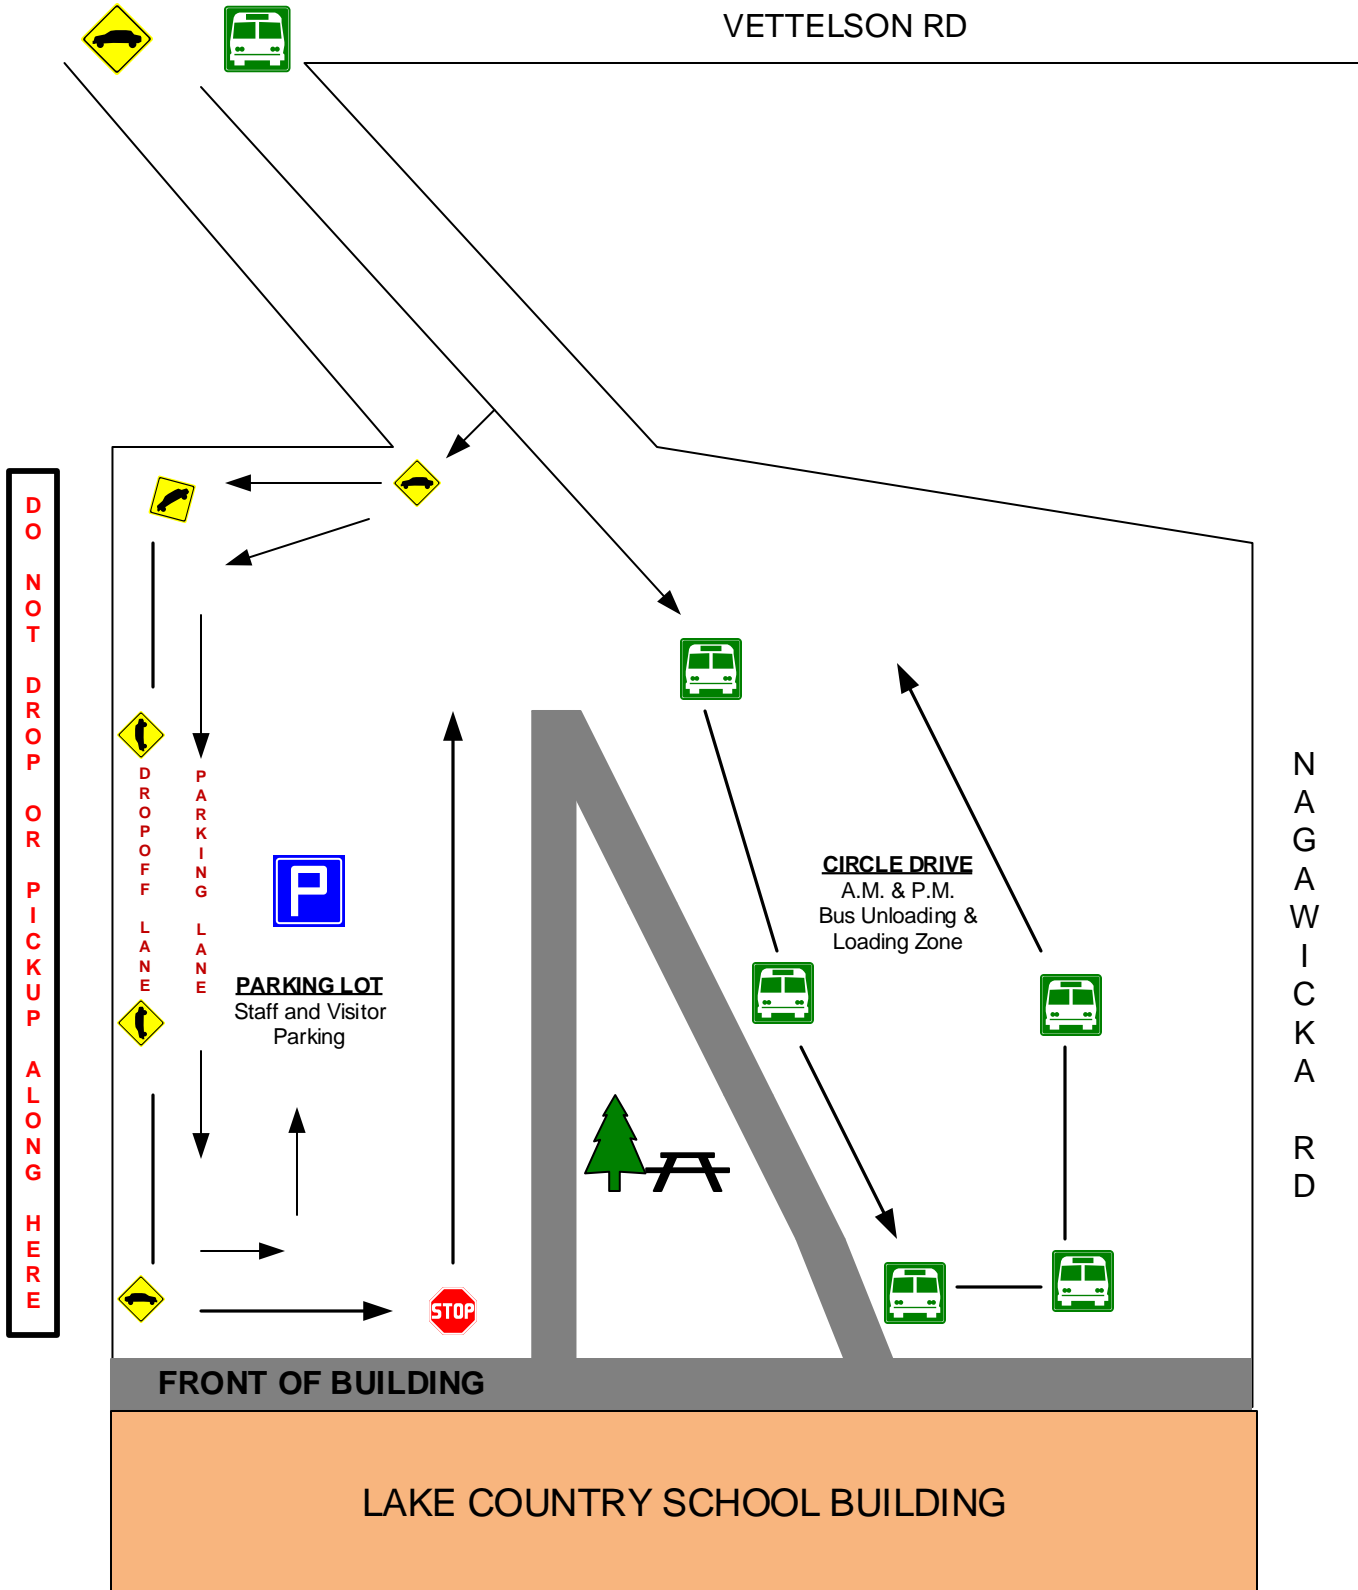 VETTELSON RD
DO NOT DROP OR PICKUP ALONG HERE
DROPOFF LANE
PARKING LANE
PARKING LOT
Staff and Visitor
Parking
P
CIRCLE DRIVE
A.M. & P.M.
Bus Unloading &
Loading Zone
NAGAWICKA RD
STOP
FRONT OF BUILDING
LAKE COUNTRY SCHOOL BUILDING